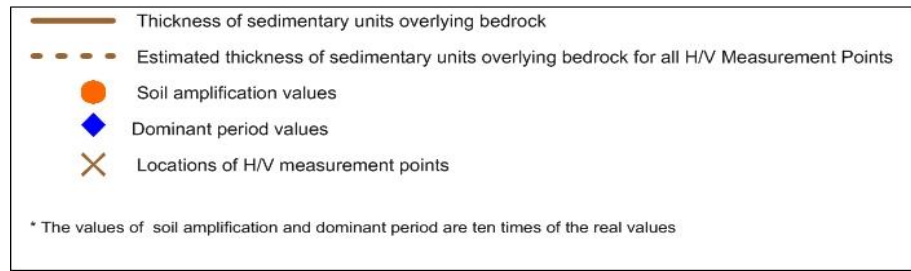 Thickness of sedimentary units overlying bedrock
Estimated thickness of sedimentary units overlying bedrock for all H/V Measurement Points
Soil amplification values
Dominant period values
Locations of H/V measurement points
* The values of soil amplification and dominant period are ten times of the real values